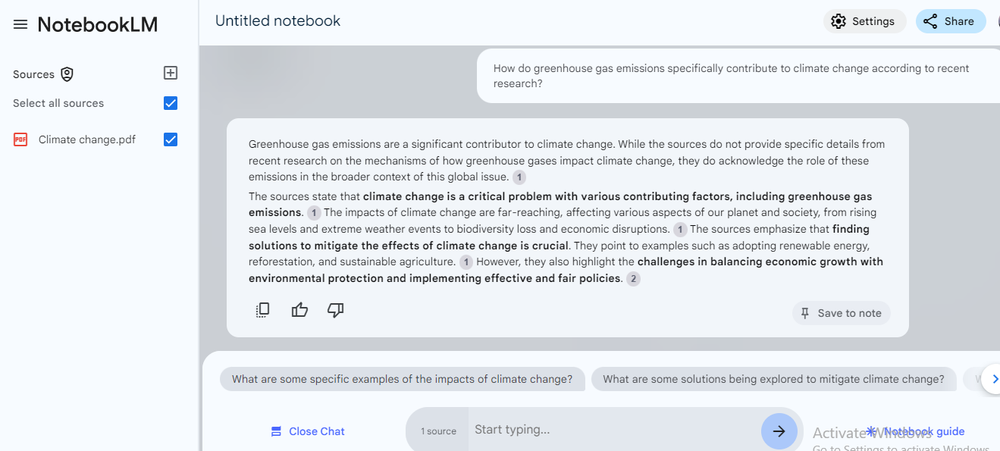 NotebookLM
Untitled notebook
Settings
Share
Sources
Select all sources
PDF Climate change.pdf
How do greenhouse gas emissions specifically contribute to climate change according to recent
research?
Greenhouse gas emissions are a significant contributor to climate change. While the sources do not provide specific details from
recent research on the mechanisms of how greenhouse gases impact climate change, they do acknowledge the role of these
emissions in the broader context of this global issue. 1
The sources state that climate change is a critical problem with various contributing factors, including greenhouse gas
emissions. 1 The impacts of climate change are far-reaching, affecting various aspects of our planet and society, from rising
sea levels and extreme weather events to biodiversity loss and economic disruptions. 1 The sources emphasize that finding
solutions to mitigate the effects of climate change is crucial. They point to examples such as adopting renewable energy,
reforestation, and sustainable agriculture. 1 However, they also highlight the challenges in balancing economic growth with
environmental protection and implementing effective and fair policies. 2
Save to note
What are some specific examples of the impacts of climate change?
What are some solutions being explored to mitigate climate change?
Close Chat
1 source
Start typing...
Notebook guide
Activate Windows
Go to Settings to activate Windows.